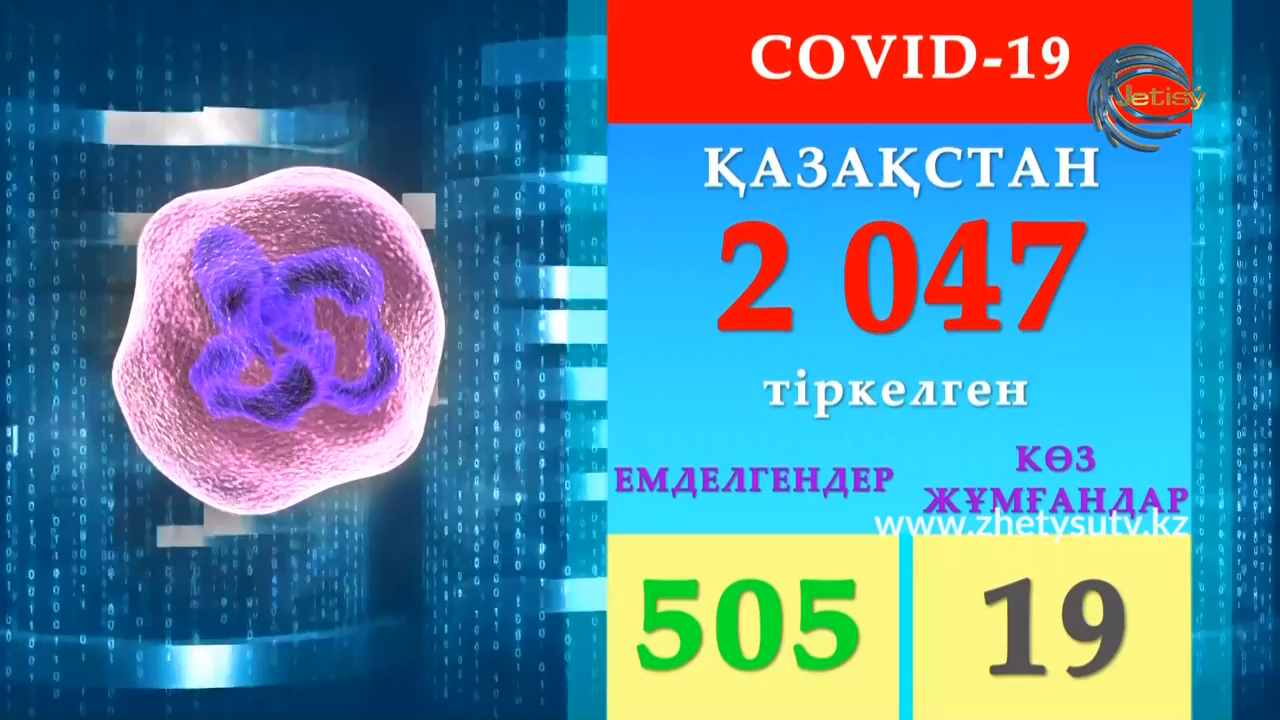 COVID-19
Jetisý
ҚАЗАҚСТАН
2 047
тіркелген
ЕМДЕЛГЕНДЕР
КӨЗ
ЖҰМҒАНДАР
www.zhetysutv.kz
505
19